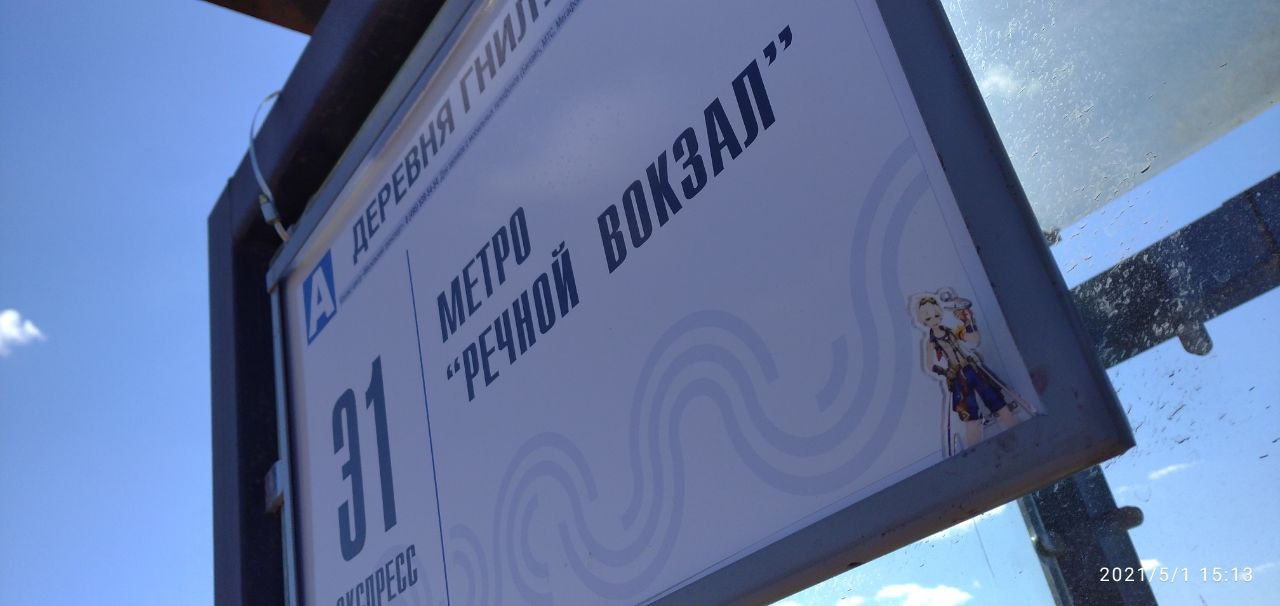 А ДЕРЕВНЯ ГНИЛ
МЕТРО
“РЕЧНОЙ ВОКЗАЛ”
Э1
ЭКСПРЕСС
2021/5/1 15:13